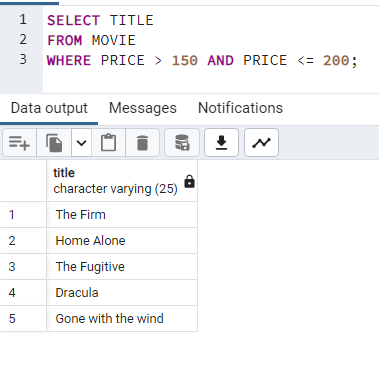 1 SELECT TITLE
2 FROM MOVIE
3 WHERE PRICE > 150 AND PRICE <= 200;
Data output Messages Notifications
title
character varying (25)
1 The Firm
2 Home Alone
3 The Fugitive
4 Dracula
5 Gone with the wind